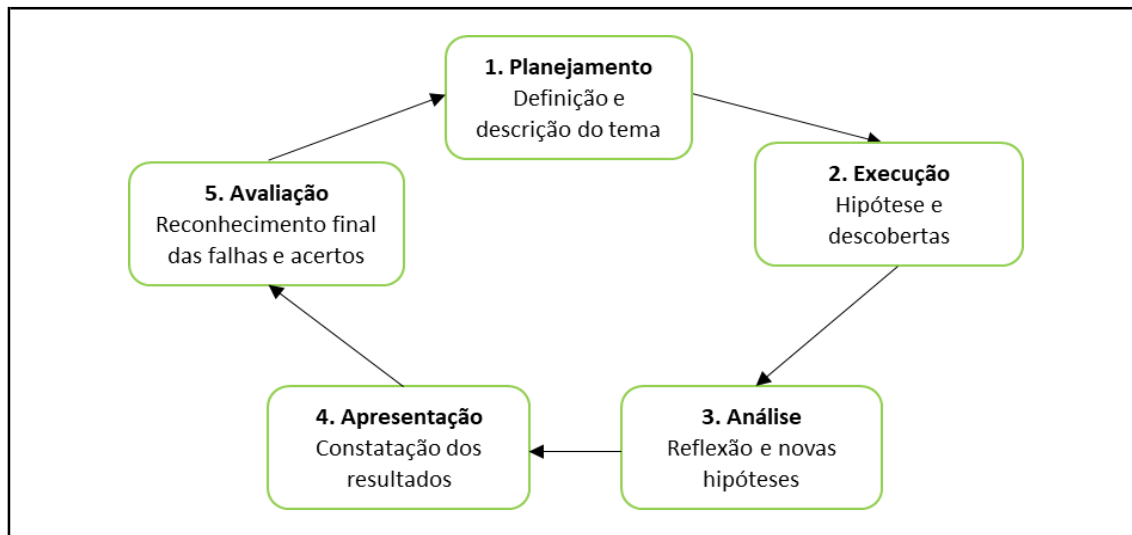 1. Planejamento
Definição e
descrição do tema
2. Execução
Hipótese e
descobertas
3. Análise
Reflexão e novas
hipóteses
4. Apresentação
Constatação dos
resultados
5. Avaliação
Reconhecimento final
das falhas e acertos